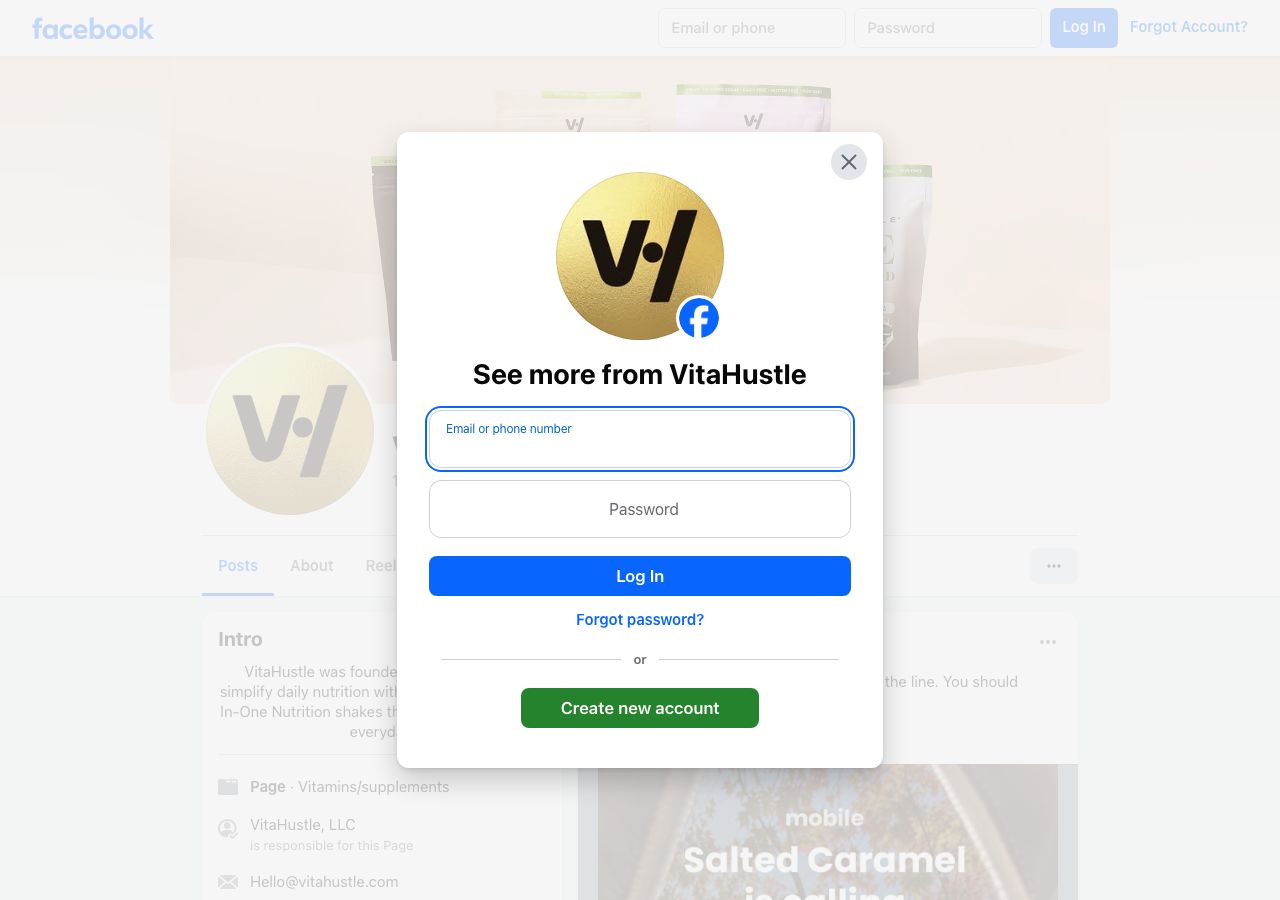 facebook
Email or phone
Password
Log In
Forgot Account?
See more from VitaHustle
Email or phone number
Password
Log In
Forgot password?
or
Create new account
Posts
About
Reel
Intro
VitaHustle was founde
simplify daily nutrition with
In-One Nutrition shakes th
everyda
Page · Vitamins/supplements
VitaHustle, LLC
is responsible for this Page
Hello@vitahustle.com
the line. You should
mobile
Salted Caramel
is calling